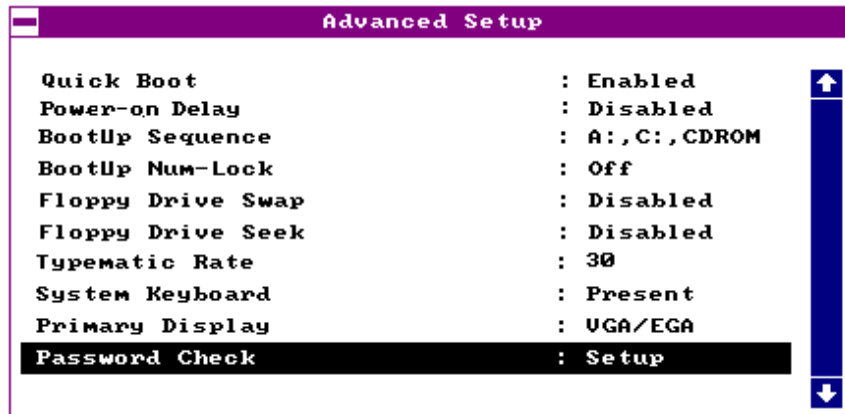 Advanced Setup
Quick Boot : Enabled
Power-on Delay : Disabled
BootUp Sequence : A:,C:,CDROM
BootUp Num-Lock : Off
Floppy Drive Swap : Disabled
Floppy Drive Seek : Disabled
Typematic Rate : 30
System Keyboard : Present
Primary Display : VGA/EGA
Password Check : Setup